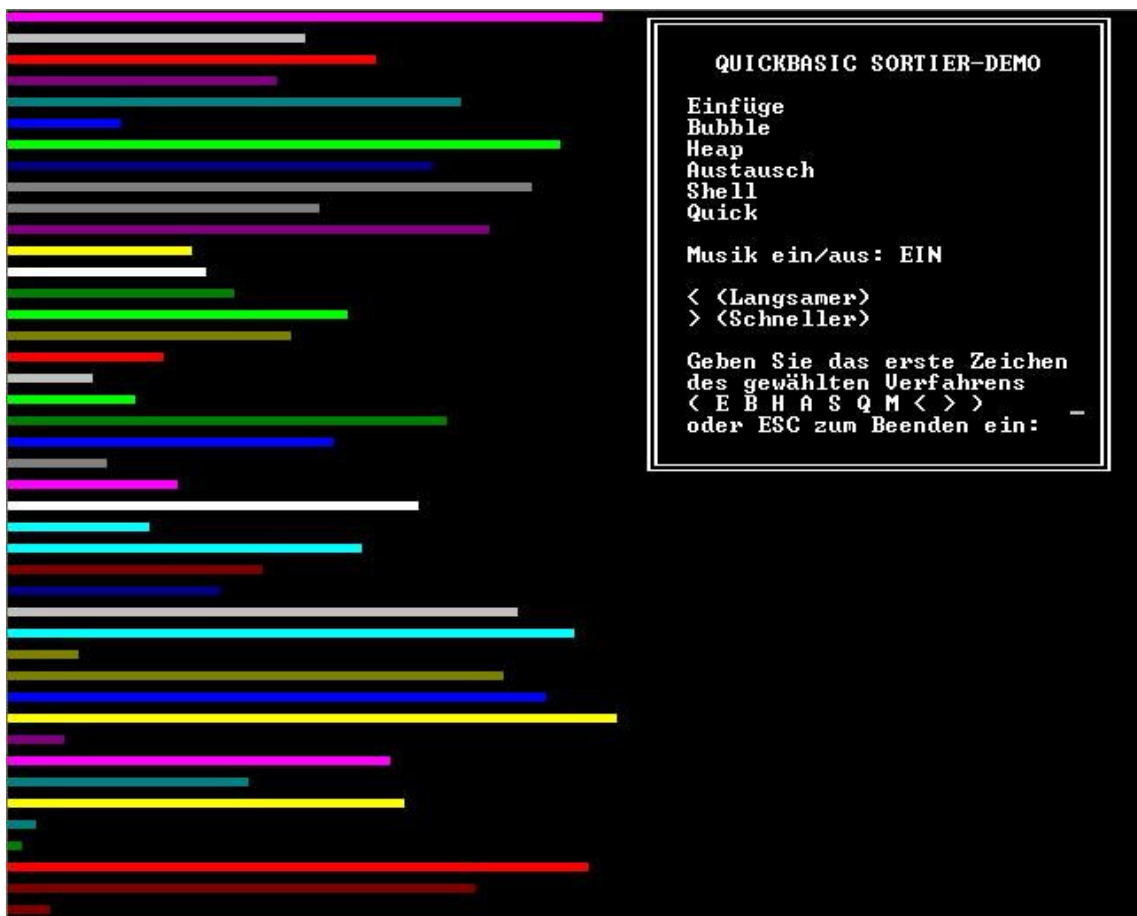 QUICKBASIC SORTIER-DEMO
Einfüge
Bubble
Heap
Austausch
Shell
Quick
Musik ein/aus: EIN
< (Langsamer)
> (Schneller)
Geben Sie das erste Zeichen
des gewählten Verfahrens
( E B H A S Q M < > )
oder ESC zum Beenden ein: